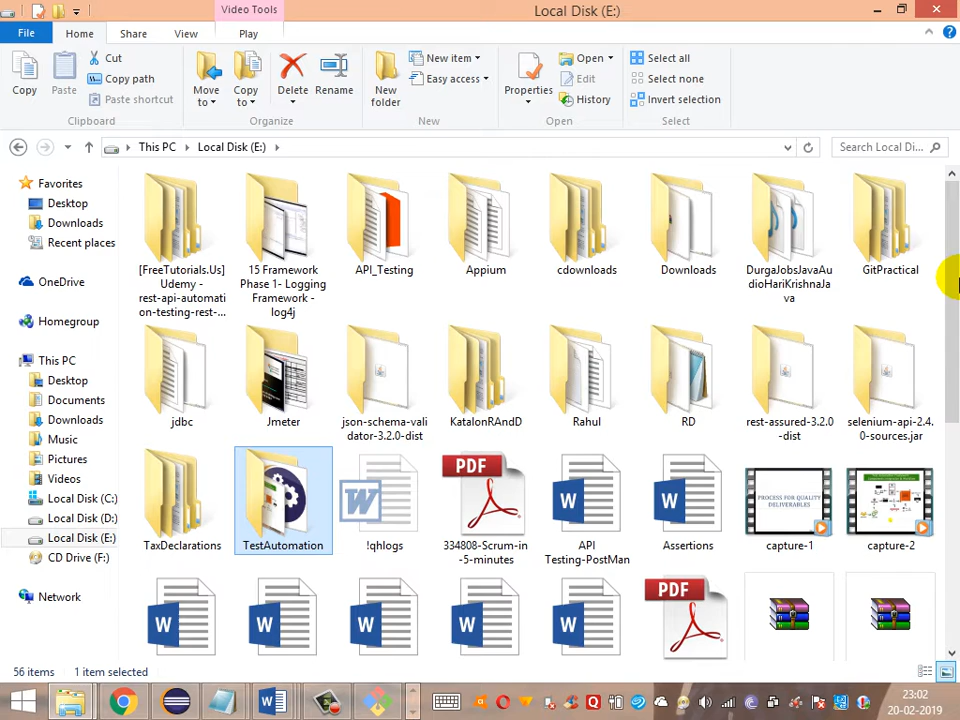 Video Tools
Local Disk (E:)
File
Home
Share
View
Play
Copy
Paste
Cut
Copy path
Paste shortcut
Clipboard
Move to
Copy to
Delete
Rename
Organize
New folder
New item
Easy access
New
Properties
Open
Edit
History
Open
Select all
Select none
Invert selection
Select
This PC
Local Disk (E:)
Search Local Di...
Favorites
Desktop
Downloads
Recent places
OneDrive
Homegroup
This PC
Desktop
Documents
Downloads
Music
Pictures
Videos
Local Disk (C:)
Local Disk (D:)
Local Disk (E:)
CD Drive (F:)
Network
[FreeTutorials.Us]
Udemy -
rest-api-automati
on-testing-rest-...
15 Framework
Phase 1- Logging
Framework -
log4j
API_Testing
Appium
cdownloads
Downloads
DurgaJobsJavaAu
dioHariKrishnaJa
va
GitPractical
jdbc
Jmeter
json-schema-vali
dator-3.2.0-dist
KatalonRAndD
Rahul
RD
rest-assured-3.2.0
-dist
selenium-api-2.4.
0-sources.jar
TaxDeclarations
TestAutomation
!qhlogs
PDF
334808-Scrum-in
-5-minutes
API
Testing-PostMan
Assertions
PROCESS FOR QUALITY
DELIVERABLES
capture-1
capture-2
PDF
56 items
1 item selected
23:02
20-02-2019